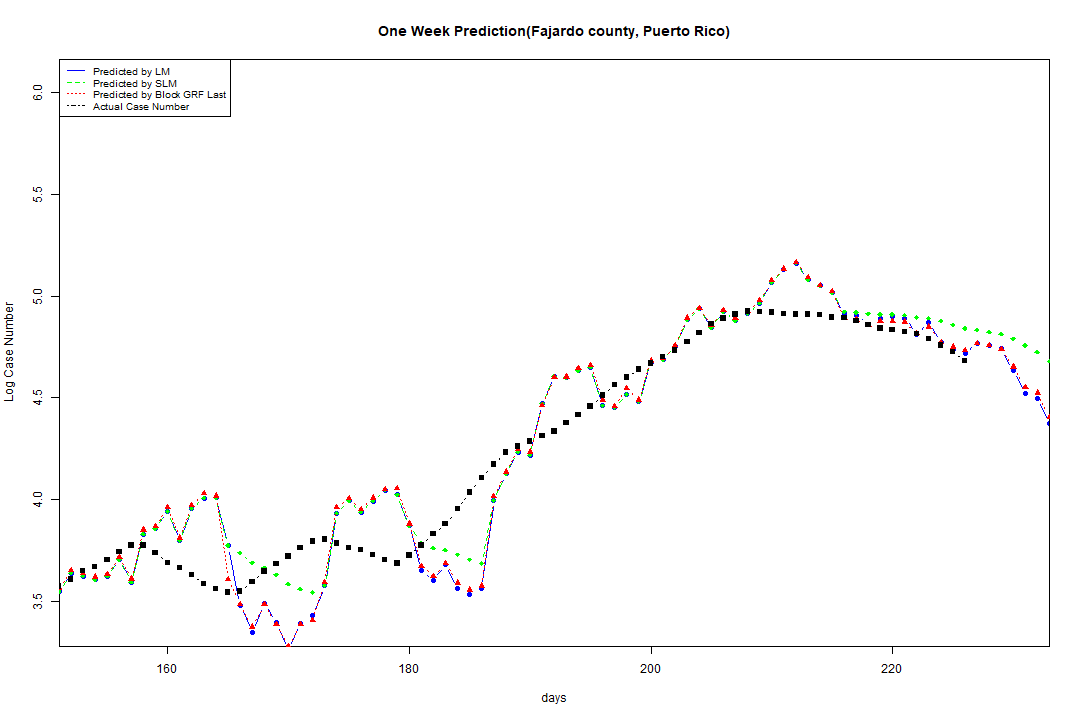 One Week Prediction(Fajardo county, Puerto Rico)
Predicted by LM
Predicted by SLM
Predicted by Block GRF Last
Actual Case Number
6.0
5.5
5.0
4.5
4.0
3.5
Log Case Number
160 180 200 220
days